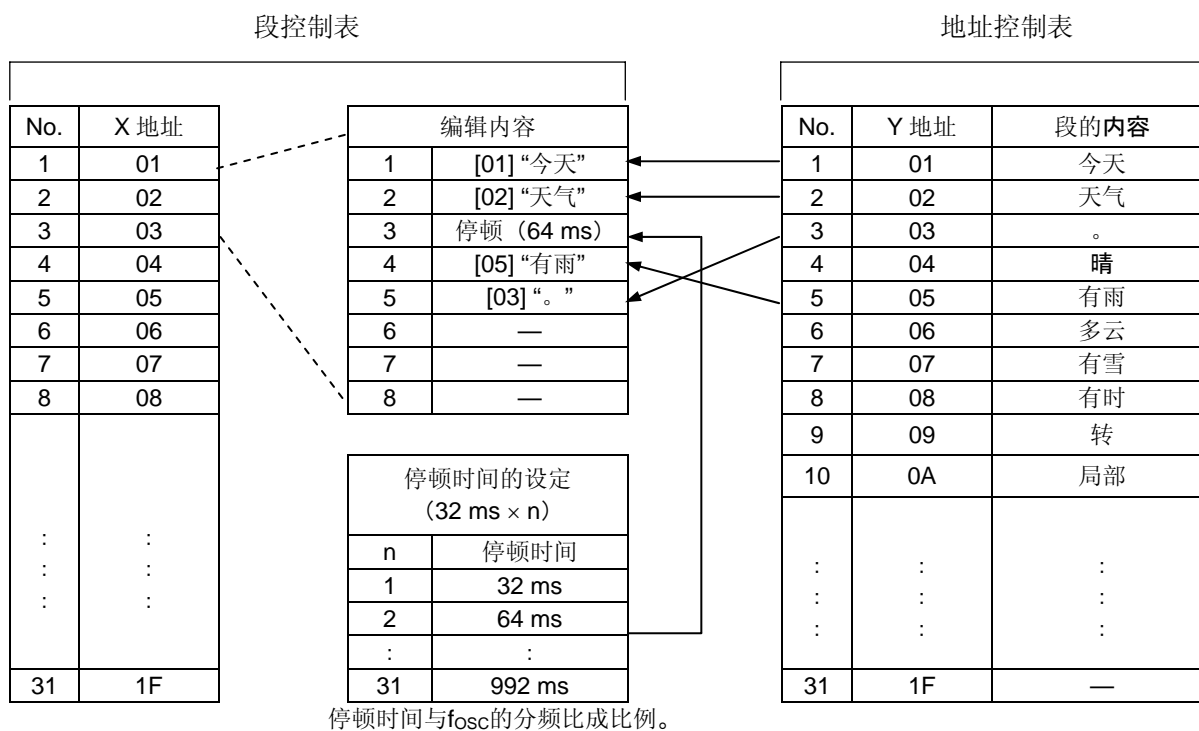 段控制表
No. X 地址
1 01
2 02
3 03
4 04
5 05
6 06
7 07
8 08
: :
: :
: :
31 1F
编辑内容
1 [01] “今天”
2 [02] “天气”
3 停顿（64 ms）
4 [05] “有雨”
5 [03] “。”
6 —
7 —
8 —
停顿时间的设定
（32 ms × n）
n 停顿时间
1 32 ms
2 64 ms
: :
31 992 ms
停顿时间与fosc的分频比成比例。
地址控制表
No. Y 地址 段的内容
1 01 今天
2 02 天气
3 03 。
4 04 晴
5 05 有雨
6 06 多云
7 07 有雪
8 08 有时
9 09 转
10 0A 局部
: : :
: : :
: : :
31 1F —